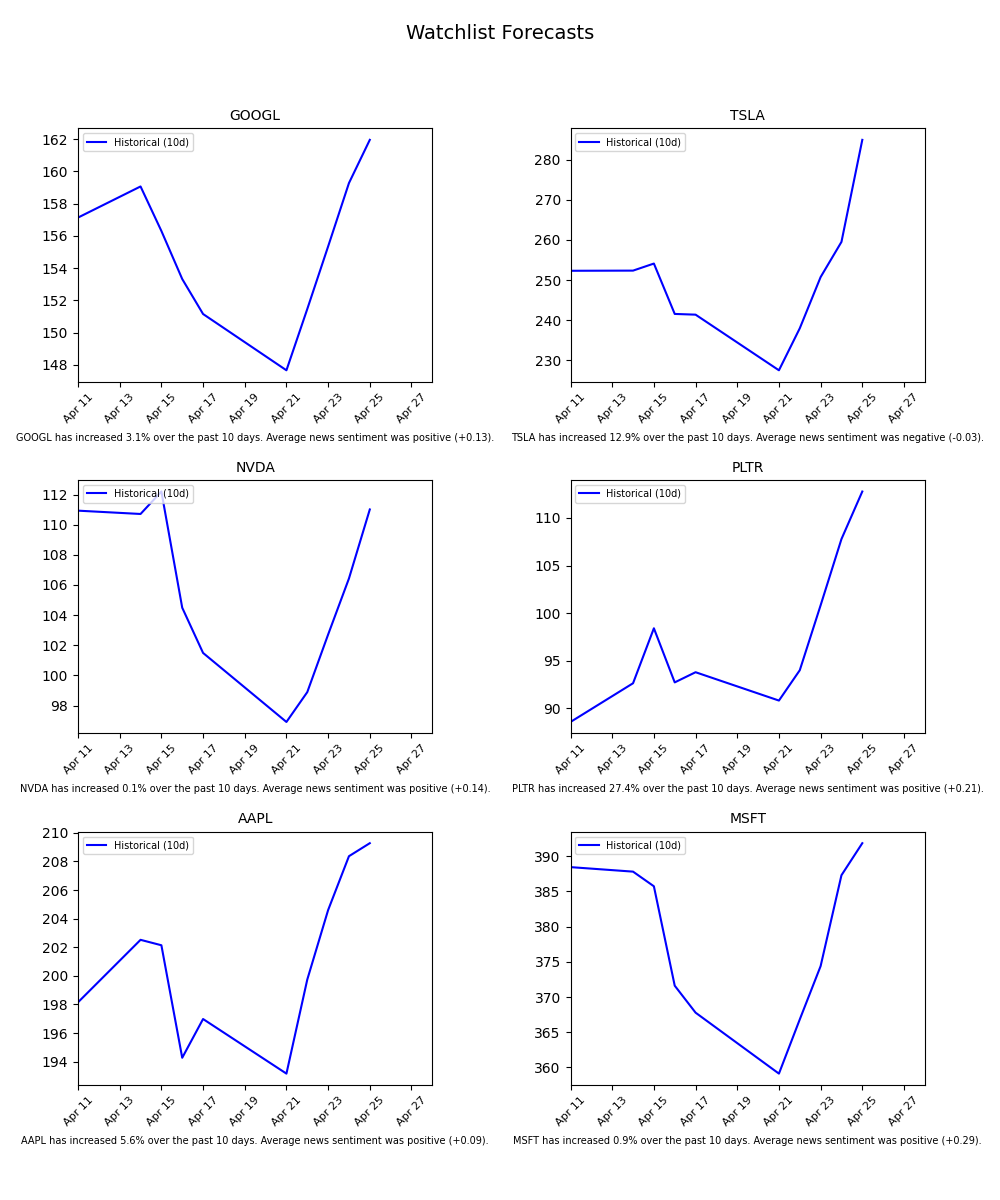 Watchlist Forecasts
GOOGL
Historical (10d)
162
160
158
156
154
152
150
148
Apr 11
Apr 13
Apr 15
Apr 17
Apr 19
Apr 21
Apr 23
Apr 25
Apr 27
GOOGL has increased 3.1% over the past 10 days. Average news sentiment was positive (+0.13).
TSLA
Historical (10d)
280
270
260
250
240
230
Apr 11
Apr 13
Apr 15
Apr 17
Apr 19
Apr 21
Apr 23
Apr 25
Apr 27
TSLA has increased 12.9% over the past 10 days. Average news sentiment was negative (-0.03).
NVDA
Historical (10d)
112
110
108
106
104
102
100
98
Apr 11
Apr 13
Apr 15
Apr 17
Apr 19
Apr 21
Apr 23
Apr 25
Apr 27
NVDA has increased 0.1% over the past 10 days. Average news sentiment was positive (+0.14).
PLTR
Historical (10d)
110
105
100
95
90
Apr 11
Apr 13
Apr 15
Apr 17
Apr 19
Apr 21
Apr 23
Apr 25
Apr 27
PLTR has increased 27.4% over the past 10 days. Average news sentiment was positive (+0.21).
AAPL
Historical (10d)
210
208
206
204
202
200
198
196
194
Apr 11
Apr 13
Apr 15
Apr 17
Apr 19
Apr 21
Apr 23
Apr 25
Apr 27
AAPL has increased 5.6% over the past 10 days. Average news sentiment was positive (+0.09).
MSFT
Historical (10d)
390
385
380
375
370
365
360
Apr 11
Apr 13
Apr 15
Apr 17
Apr 19
Apr 21
Apr 23
Apr 25
Apr 27
MSFT has increased 0.9% over the past 10 days. Average news sentiment was positive (+0.29).